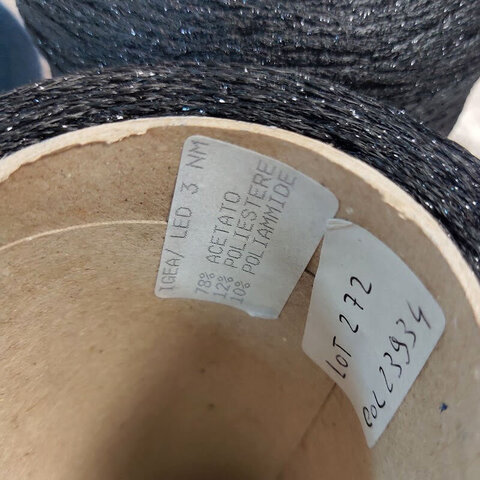 IGEA/ LED 3 NM
78% ACETATO
12% POLIESTERE
10% POLIAMMIDE
LOT 272
COL 23934